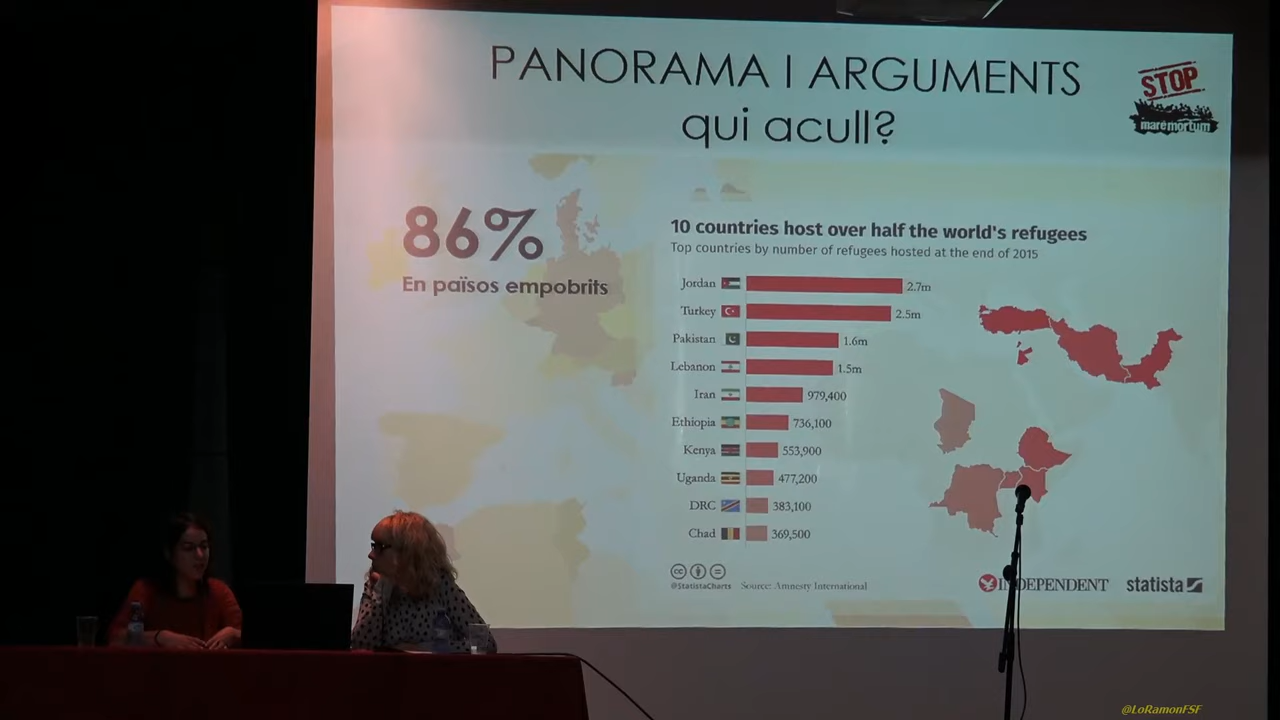 PANORAMA I ARGUMENTS
qui acull?
STOP
maremortum
86%
En països empobrits
10 countries host over half the world's refugees
Top countries by number of refugees hosted at the end of 2015
Jordan 2.7m
Turkey 2.5m
Pakistan 1.6m
Lebanon 1.5m
Iran 979,400
Ethiopia 736,100
Kenya 553,900
Uganda 477,200
DRC 383,100
Chad 369,500
@StatistaCharts Source: Amnesty International
INDEPENDENT statista
@LoRamonFSF